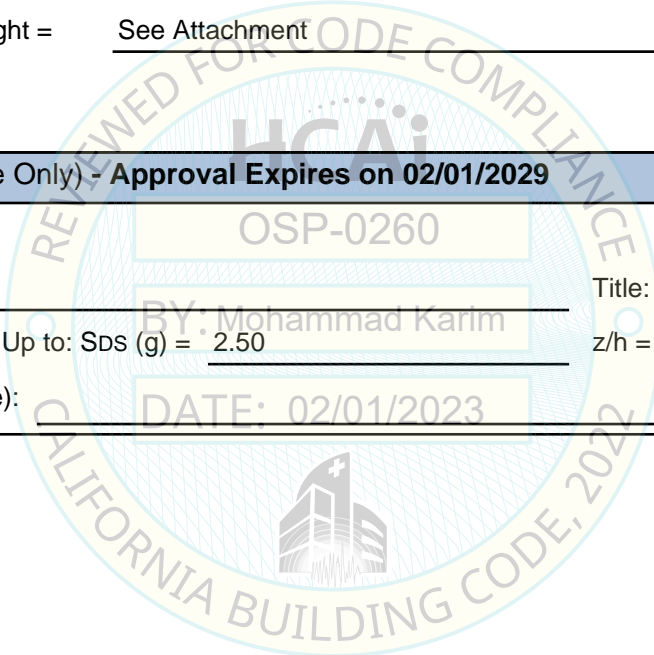 ght = See Attachment
REVIEWED FOR CODE COMPLIANCE
HCAi
e Only) - Approval Expires on 02/01/2029
OSP-0260
Title:
BY: Mohammad Karim
Up to: SDS (g) = 2.50 z/h =
e):
DATE: 02/01/2023
CALIFORNIA BUILDING CODE, 2022